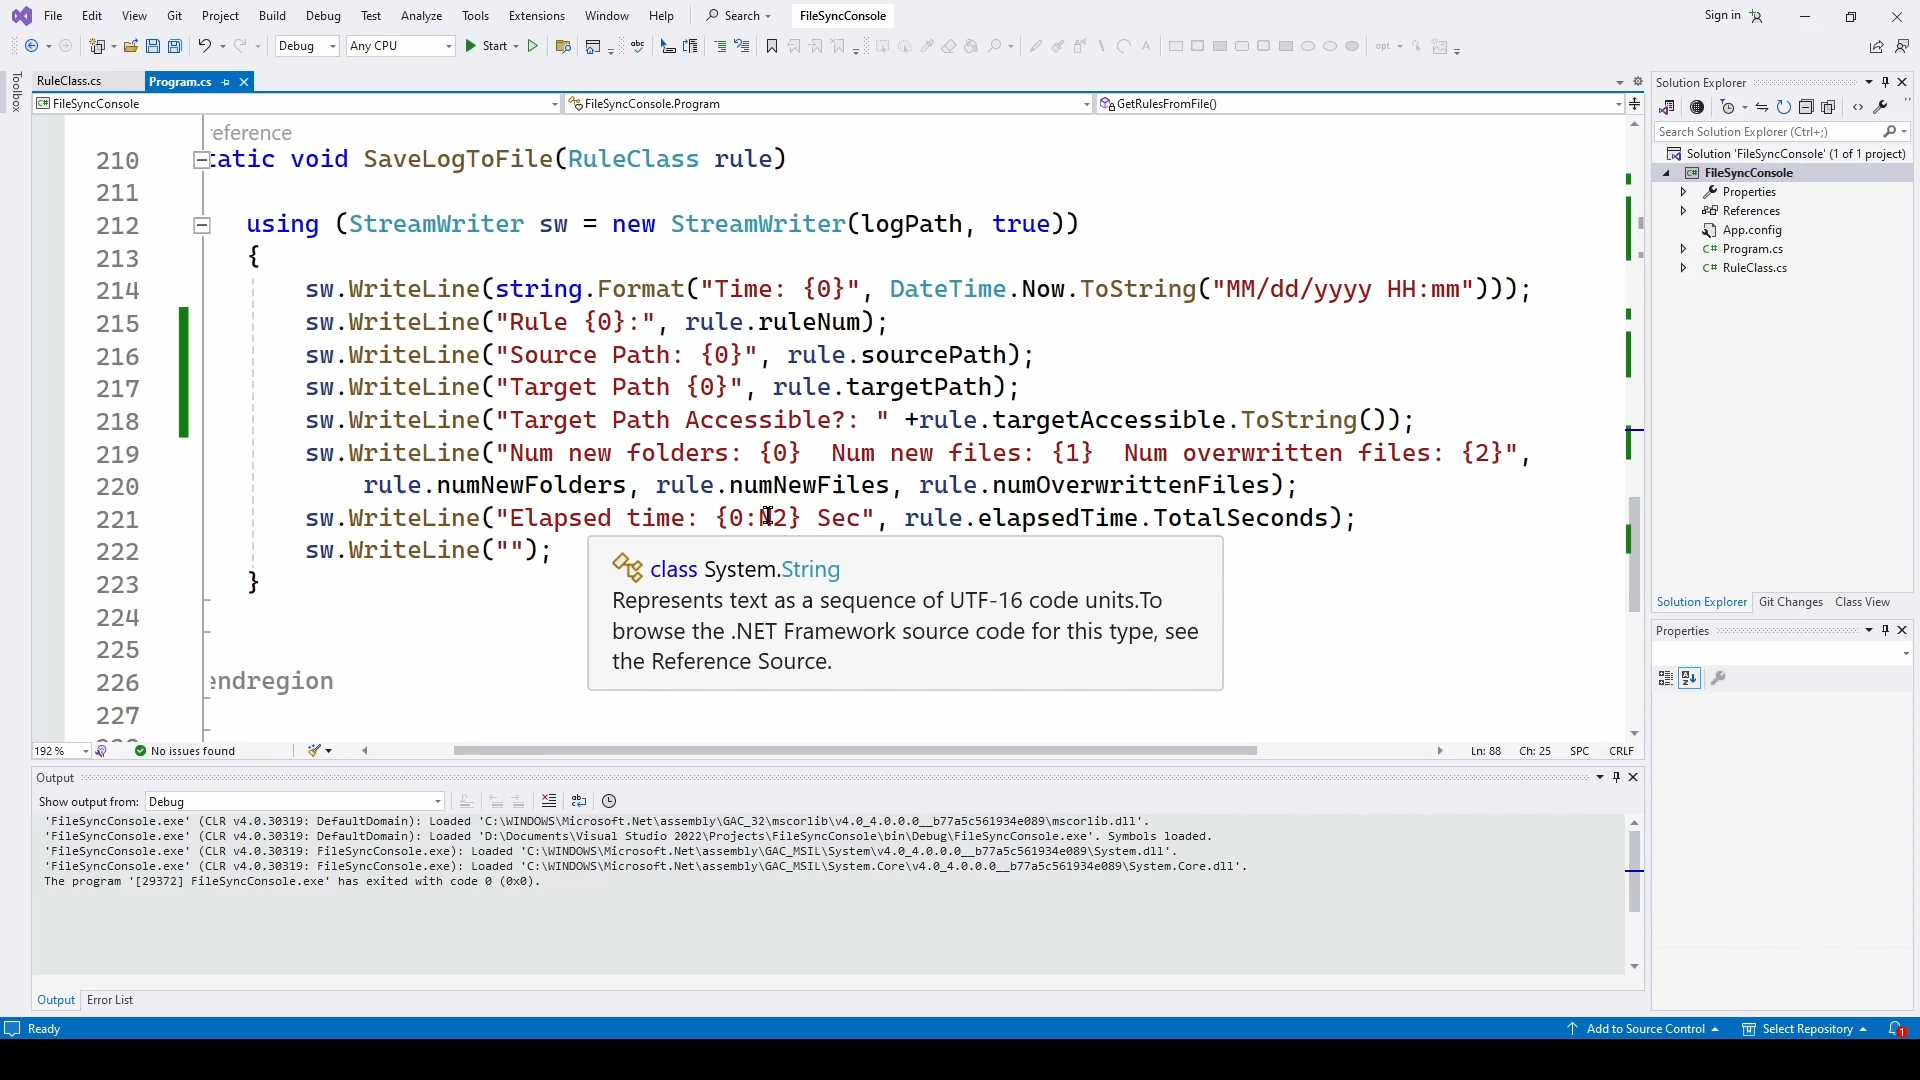 File Edit View Git Project Build Debug Test Analyze Tools Extensions Window Help Search FileSyncConsole Sign in
Debug Any CPU Start opt
Toolbox
RuleClass.cs Program.cs
FileSyncConsole FileSyncConsole.Program GetRulesFromFile()
eference
210 tatic void SaveLogToFile(RuleClass rule)
211
212 using (StreamWriter sw = new StreamWriter(logPath, true))
213 {
214 sw.WriteLine(string.Format("Time: {0}", DateTime.Now.ToString("MM/dd/yyyy HH:mm")));
215 sw.WriteLine("Rule {0}:", rule.ruleNum);
216 sw.WriteLine("Source Path: {0}", rule.sourcePath);
217 sw.WriteLine("Target Path {0}", rule.targetPath);
218 sw.WriteLine("Target Path Accessible?: " +rule.targetAccessible.ToString());
219 sw.WriteLine("Num new folders: {0}  Num new files: {1}  Num overwritten files: {2}",
220 rule.numNewFolders, rule.numNewFiles, rule.numOverwrittenFiles);
221 sw.WriteLine("Elapsed time: {0:N2} Sec", rule.elapsedTime.TotalSeconds);
222 sw.WriteLine("");
223 }
224
225
226 endregion
227
class System.String
Represents text as a sequence of UTF-16 code units.To
browse the .NET Framework source code for this type, see
the Reference Source.
192 % No issues found Ln: 88 Ch: 25 SPC CRLF
Output
Show output from: Debug
'FileSyncConsole.exe' (CLR v4.0.30319: DefaultDomain): Loaded 'C:\WINDOWS\Microsoft.Net\assembly\GAC_32\mscorlib\v4.0_4.0.0.0__b77a5c561934e089\mscorlib.dll'.
'FileSyncConsole.exe' (CLR v4.0.30319: DefaultDomain): Loaded 'D:\Documents\Visual Studio 2022\Projects\FileSyncConsole\bin\Debug\FileSyncConsole.exe'. Symbols loaded.
'FileSyncConsole.exe' (CLR v4.0.30319: FileSyncConsole.exe): Loaded 'C:\WINDOWS\Microsoft.Net\assembly\GAC_MSIL\System\v4.0_4.0.0.0__b77a5c561934e089\System.dll'.
'FileSyncConsole.exe' (CLR v4.0.30319: FileSyncConsole.exe): Loaded 'C:\WINDOWS\Microsoft.Net\assembly\GAC_MSIL\System.Core\v4.0_4.0.0.0__b77a5c561934e089\System.Core.dll'.
The program '[29372] FileSyncConsole.exe' has exited with code 0 (0x0).
Output Error List
Solution Explorer
Search Solution Explorer (Ctrl+;)
Solution 'FileSyncConsole' (1 of 1 project)
FileSyncConsole
Properties
References
App.config
C# Program.cs
C# RuleClass.cs
Solution Explorer Git Changes Class View
Properties
Ready Add to Source Control Select Repository 1